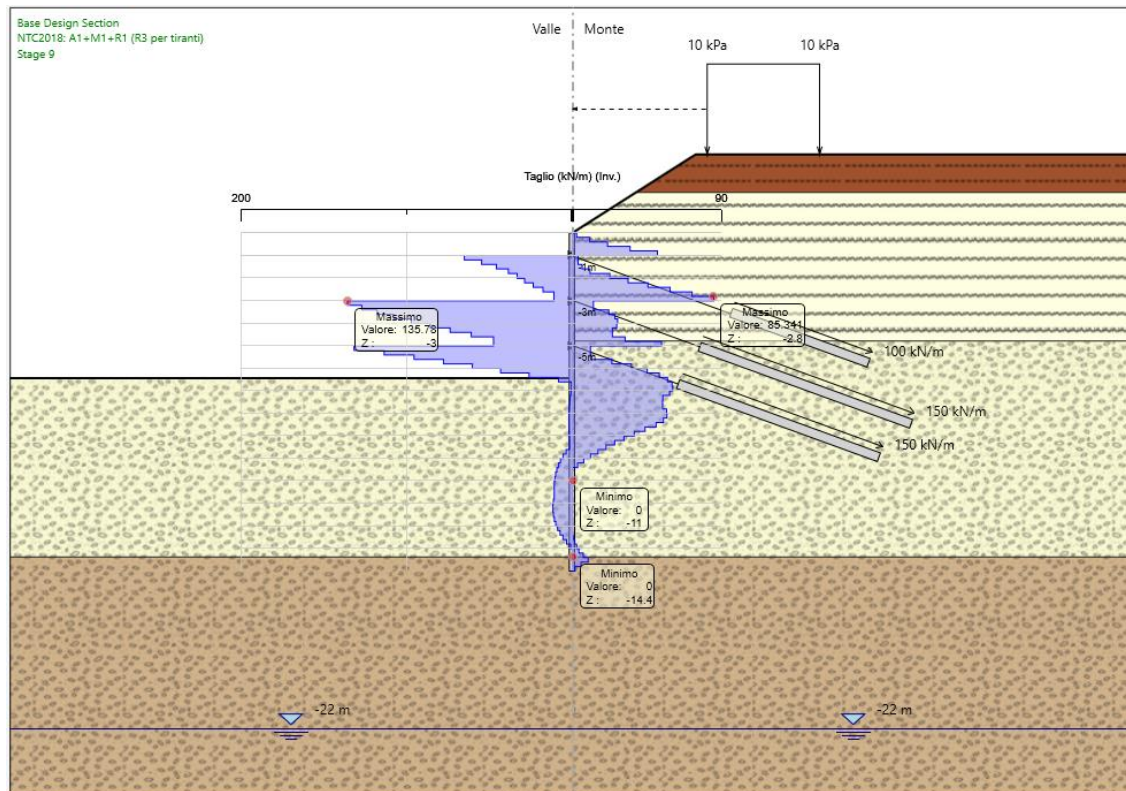 Base Design Section
NTC2018: A1+M1+R1 (R3 per tiranti)
Stage 9
Valle
Monte
10 kPa
10 kPa
Taglio (kN/m) (Inv.)
200
90
-1m
-3m
-5m
Massimo
Valore: 135.78
Z : -3
Massimo
Valore: 85.341
Z : -2.8
100 kN/m
150 kN/m
150 kN/m
Minimo
Valore: 0
Z : -11
Minimo
Valore: 0
Z : -14.4
-22 m
-22 m